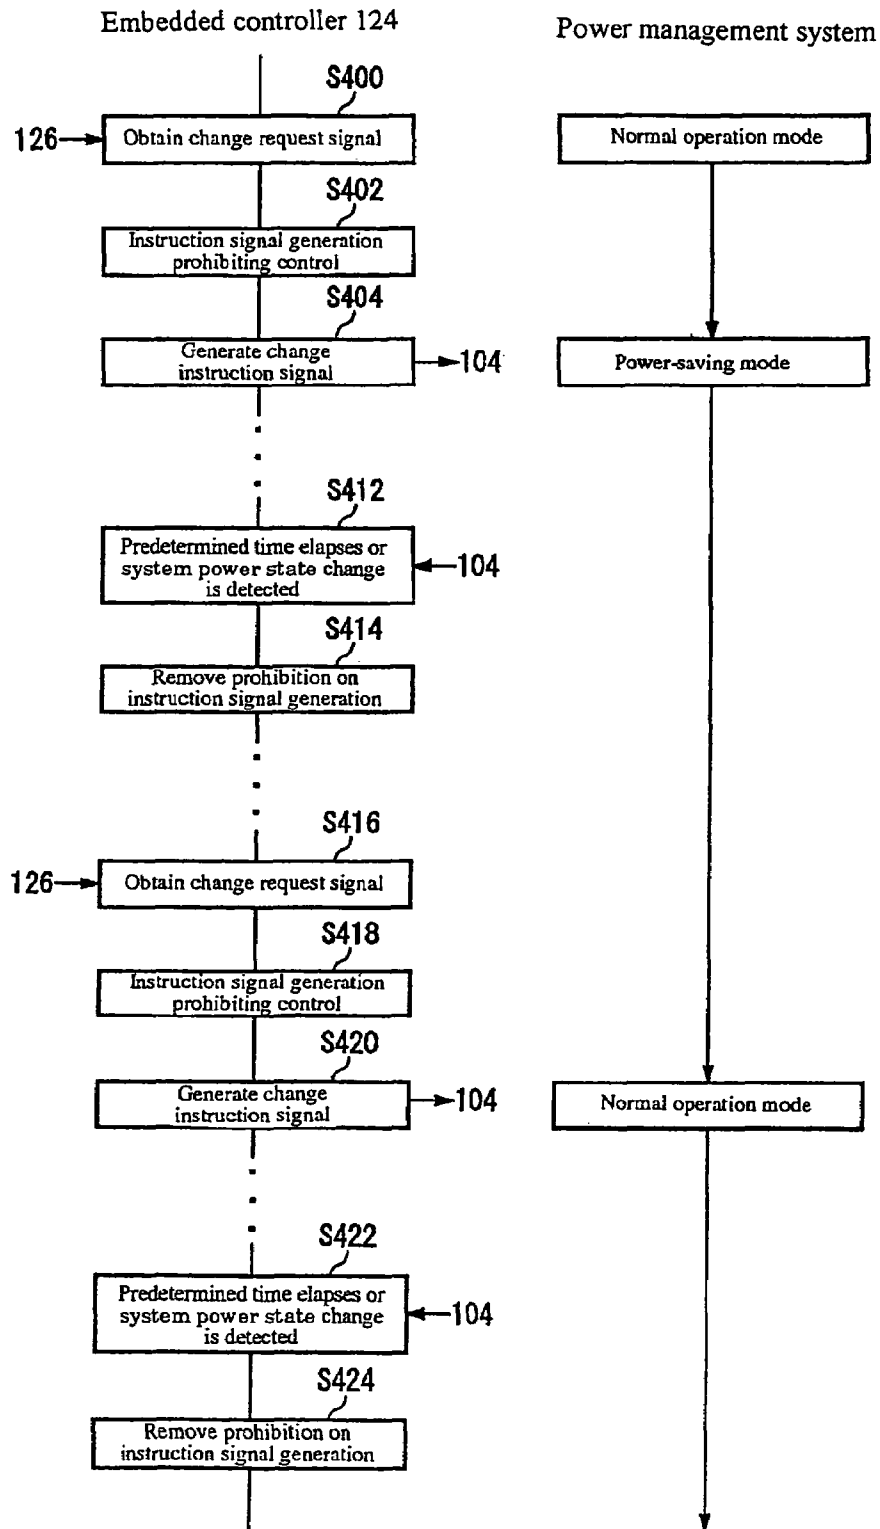 Embedded controller 124
Power management system
S400
126
Obtain change request signal
Normal operation mode
S402
Instruction signal generation
prohibiting control
S404
Generate change
instruction signal
104
Power-saving mode
S412
Predetermined time elapses or
system power state change
is detected
104
S414
Remove prohibition on
instruction signal generation
S416
126
Obtain change request signal
S418
Instruction signal generation
prohibiting control
S420
Generate change
instruction signal
104
Normal operation mode
S422
Predetermined time elapses or
system power state change
is detected
104
S424
Remove prohibition on
instruction signal generation